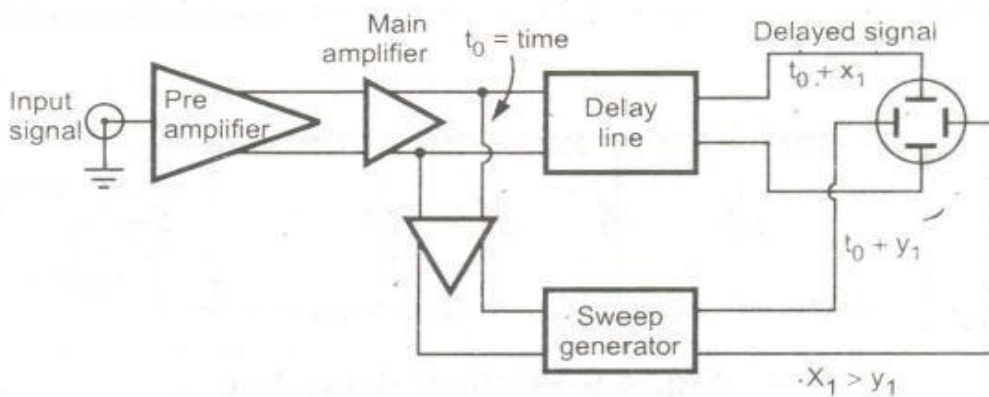 Main
amplifier
t0 = time
Delayed signal
t0 + x1
Input
signal
Pre
amplifier
Delay
line
t0 + y1
Sweep
generator
X1 > y1